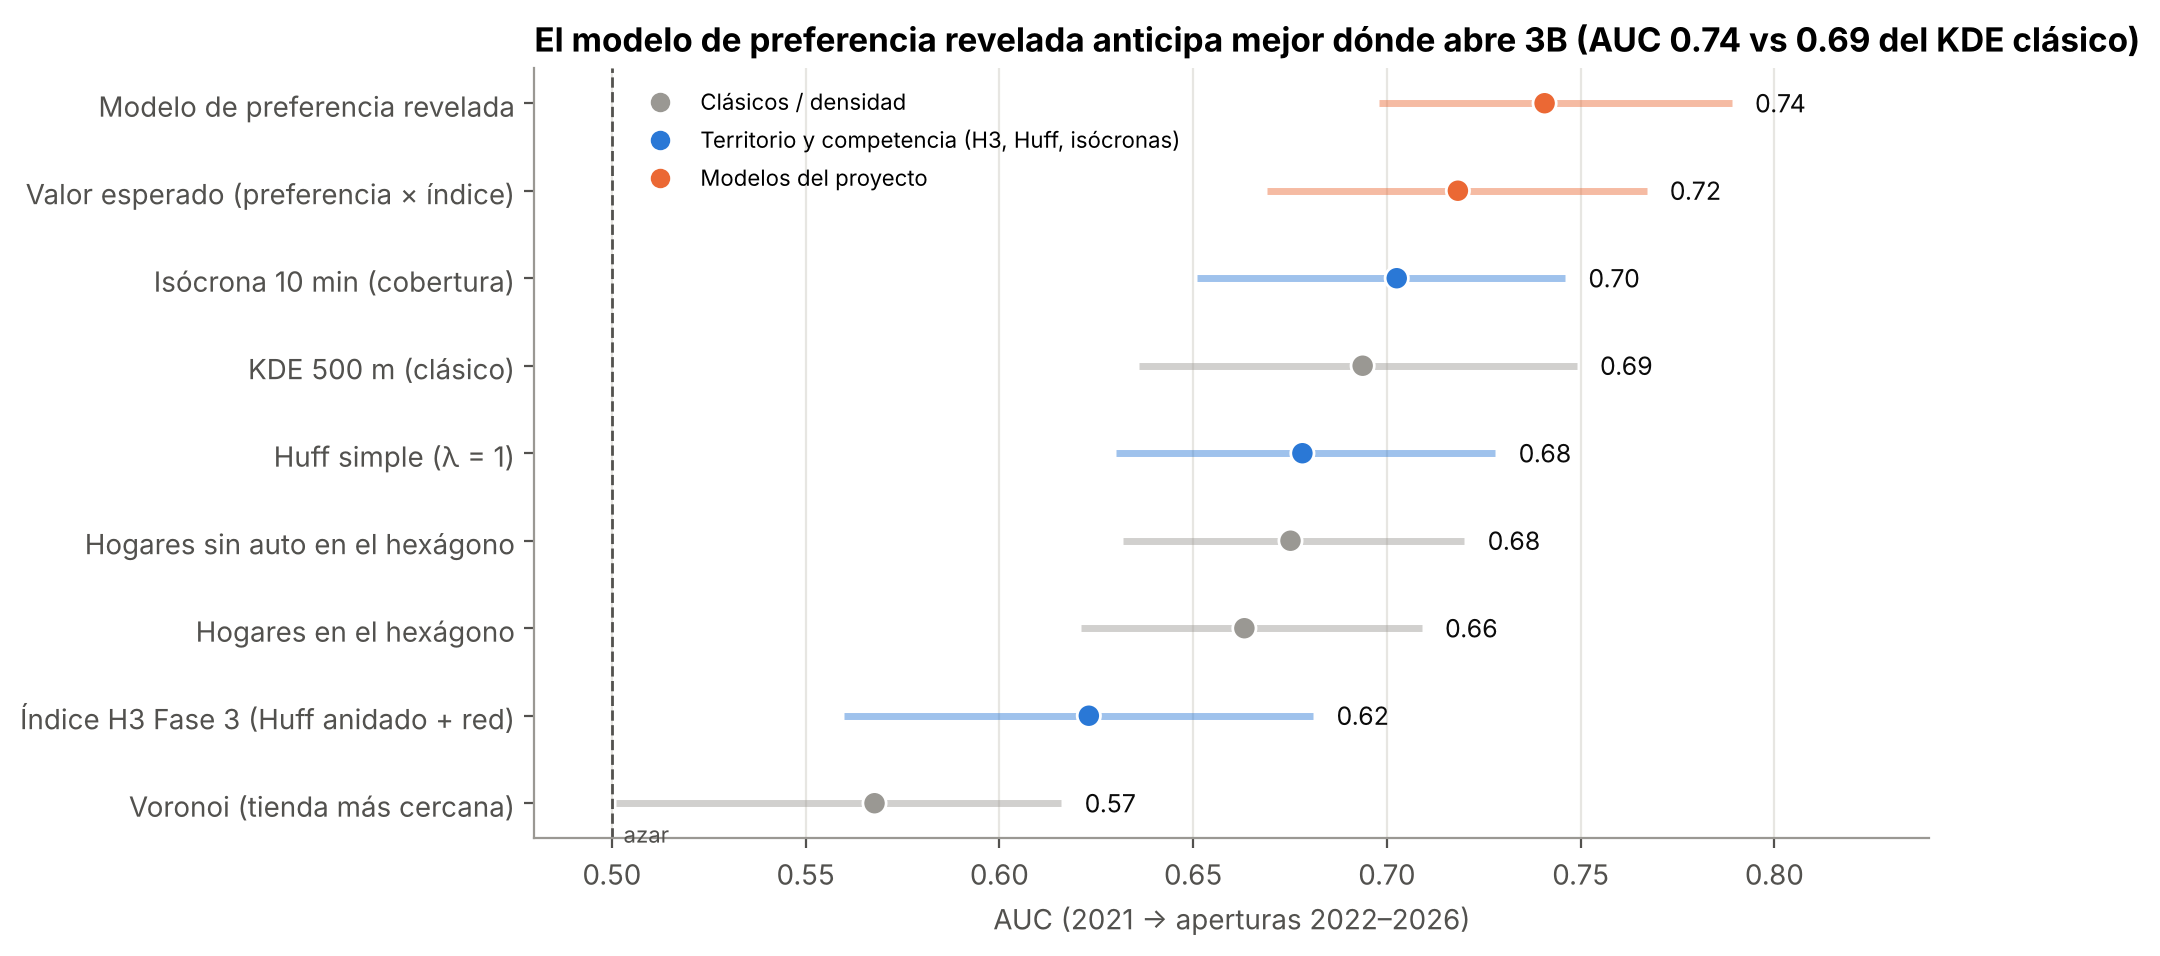 El modelo de preferencia revelada anticipa mejor dónde abre 3B (AUC 0.74 vs 0.69 del KDE clásico)
Clásicos / densidad
Territorio y competencia (H3, Huff, isócronas)
Modelos del proyecto
Modelo de preferencia revelada 0.74
Valor esperado (preferencia × índice) 0.72
Isócrona 10 min (cobertura) 0.70
KDE 500 m (clásico) 0.69
Huff simple (λ = 1) 0.68
Hogares sin auto en el hexágono 0.68
Hogares en el hexágono 0.66
Índice H3 Fase 3 (Huff anidado + red) 0.62
Voronoi (tienda más cercana) 0.57
azar
0.50 0.55 0.60 0.65 0.70 0.75 0.80
AUC (2021 → aperturas 2022–2026)